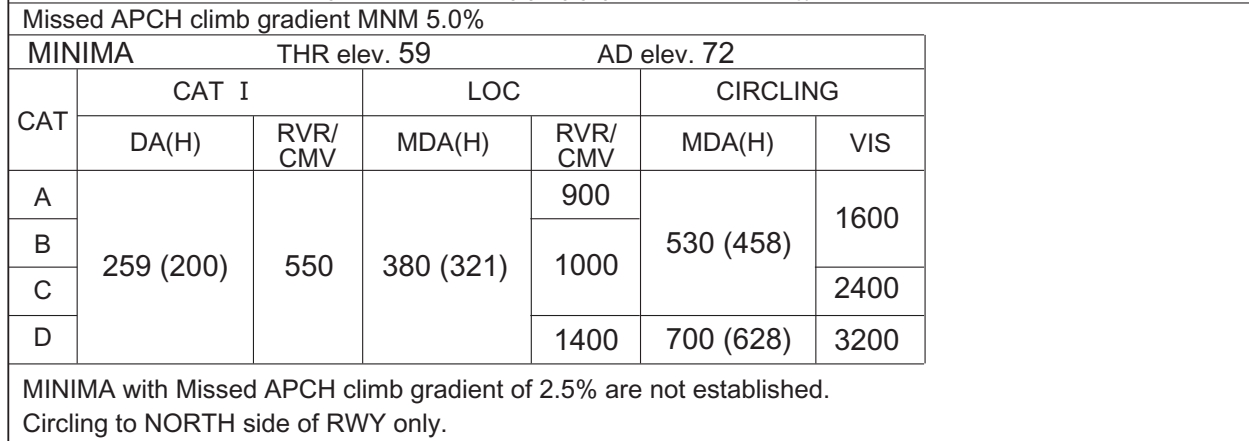 Missed APCH climb gradient MNM 5.0%
MINIMA THR elev. 59 AD elev. 72
CAT CAT I LOC CIRCLING
DA(H) RVR/CMV MDA(H) RVR/CMV MDA(H) VIS
A 259 (200) 550 380 (321) 900 530 (458) 1600
B 1000
C 2400
D 1400 700 (628) 3200
MINIMA with Missed APCH climb gradient of 2.5% are not established.
Circling to NORTH side of RWY only.